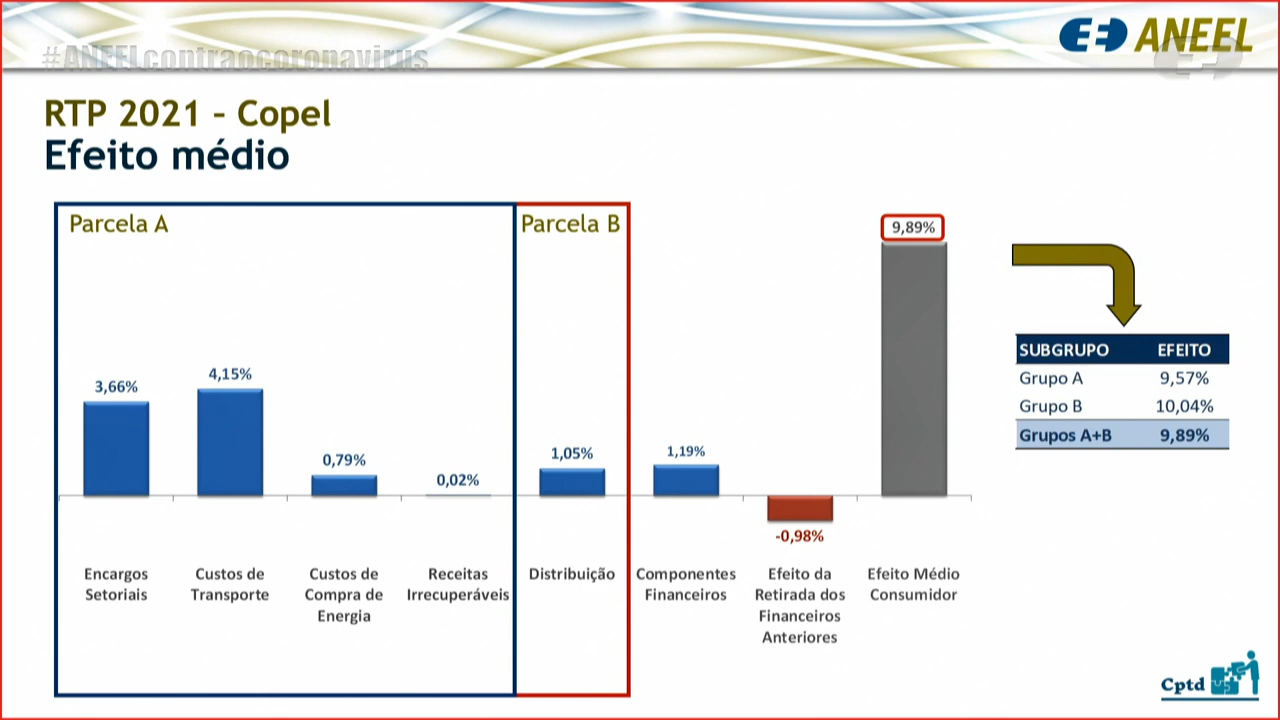 #ANEELcontraocoronavirus
ANEEL
RTP 2021 – Copel
Efeito médio
Parcela A
Parcela B
3,66%
4,15%
0,79%
0,02%
1,05%
1,19%
-0,98%
9,89%
Encargos
Setoriais
Custos de
Transporte
Custos de
Compra de
Energia
Receitas
Irrecuperáveis
Distribuição
Componentes
Financeiros
Efeito da
Retirada dos
Financeiros
Anteriores
Efeito Médio
Consumidor
SUBGRUPO EFEITO
Grupo A 9,57%
Grupo B 10,04%
Grupos A+B 9,89%
Cptd